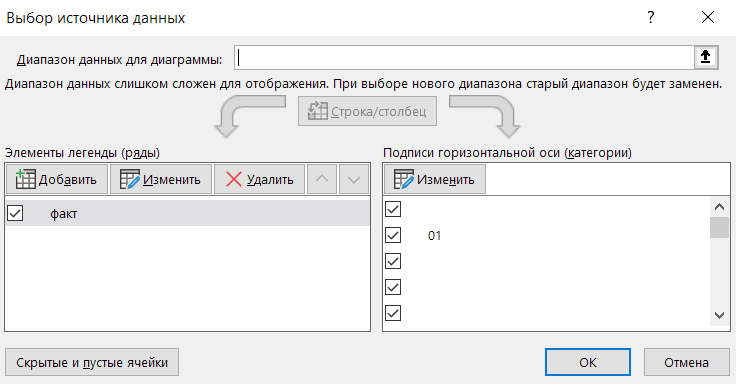 Выбор источника данных
?
Диапазон данных для диаграммы:
Диапазон данных слишком сложен для отображения. При выборе нового диапазона старый диапазон будет заменен.
Строка/столбец
Элементы легенды (ряды)
Подписи горизонтальной оси (категории)
Добавить Изменить Удалить
Изменить
факт
01
Скрытые и пустые ячейки
ОК
Отмена